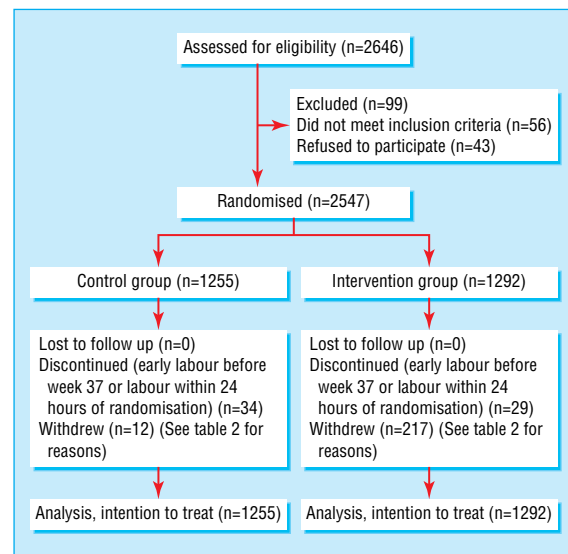 Assessed for eligibility (n=2646)
Excluded (n=99)
Did not meet inclusion criteria (n=56)
Refused to participate (n=43)
Randomised (n=2547)
Control group (n=1255)
Intervention group (n=1292)
Lost to follow up (n=0)
Discontinued (early labour before
week 37 or labour within 24
hours of randomisation) (n=34)
Withdrew (n=12) (See table 2 for
reasons)
Lost to follow up (n=0)
Discontinued (early labour before
week 37 or labour within 24
hours of randomisation) (n=29)
Withdrew (n=217) (See table 2 for
reasons)
Analysis, intention to treat (n=1255)
Analysis, intention to treat (n=1292)